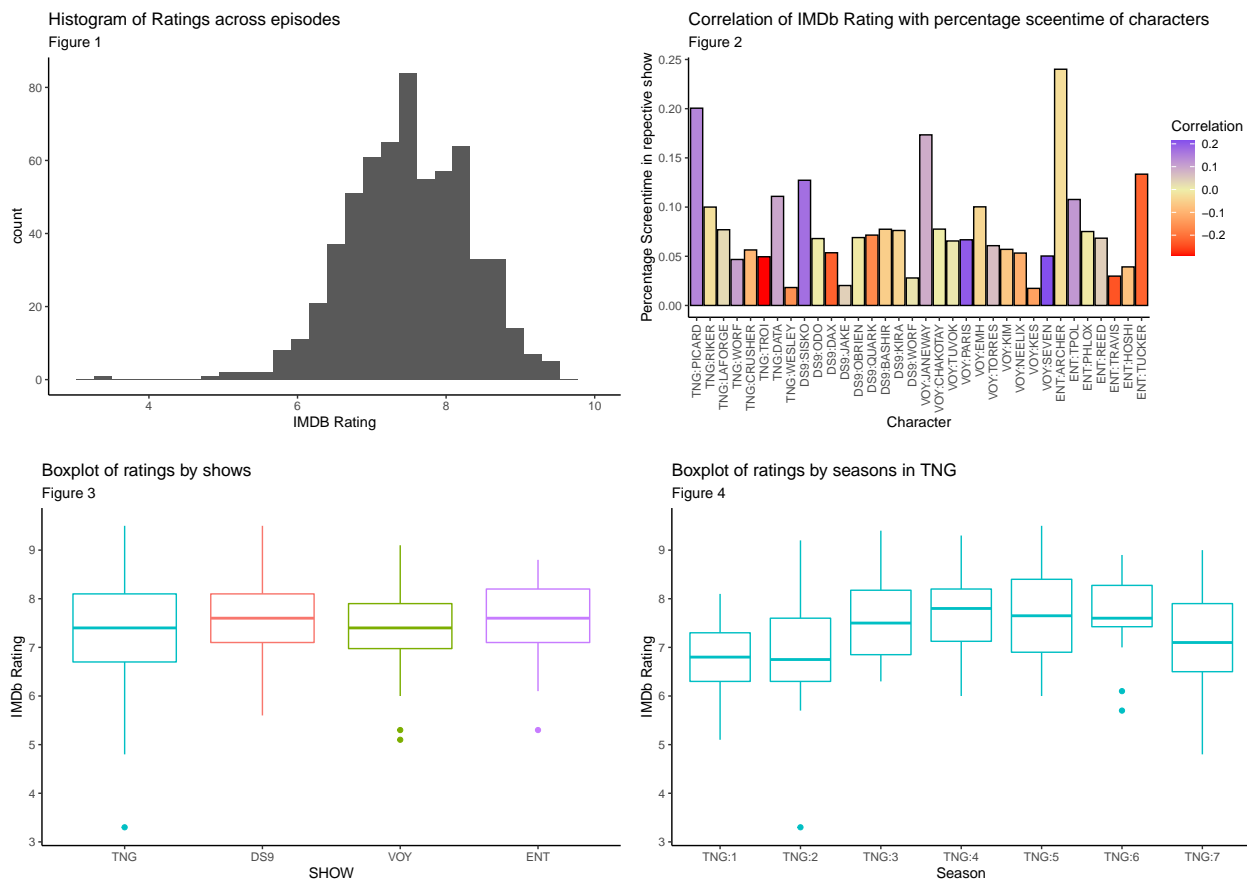 Histogram of Ratings across episodes
Figure 1
count
80
60
40
20
0
4
6
8
10
IMDB Rating
Correlation of IMDb Rating with percentage sceentime of characters
Figure 2
Percentage Screentime in repective show
0.25
0.20
0.15
0.10
0.05
0.00
TNG:PICARD
TNG:RIKER
TNG:LAFORGE
TNG:WORF
TNG:CRUSHER
TNG:TROI
TNG:DATA
TNG:WESLEY
DS9:SISKO
DS9:ODO
DS9:DAX
DS9:JAKE
DS9:OBRIEN
DS9:QUARK
DS9:BASHIR
DS9:KIRA
DS9:WORF
VOY:JANEWAY
VOY:CHAKOTAY
VOY:TUVOK
VOY:PARIS
VOY:EMH
VOY:TORRES
VOY:KIM
VOY:NEELIX
VOY:KES
VOY:SEVEN
ENT:ARCHER
ENT:TPOL
ENT:PHLOX
ENT:REED
ENT:TRAVIS
ENT:HOSHI
ENT:TUCKER
Character
Correlation
0.2
0.1
0.0
−0.1
−0.2
Boxplot of ratings by shows
Figure 3
IMDb Rating
9
8
7
6
5
4
3
TNG
DS9
VOY
ENT
SHOW
Boxplot of ratings by seasons in TNG
Figure 4
IMDb Rating
9
8
7
6
5
4
3
TNG:1
TNG:2
TNG:3
TNG:4
TNG:5
TNG:6
TNG:7
Season